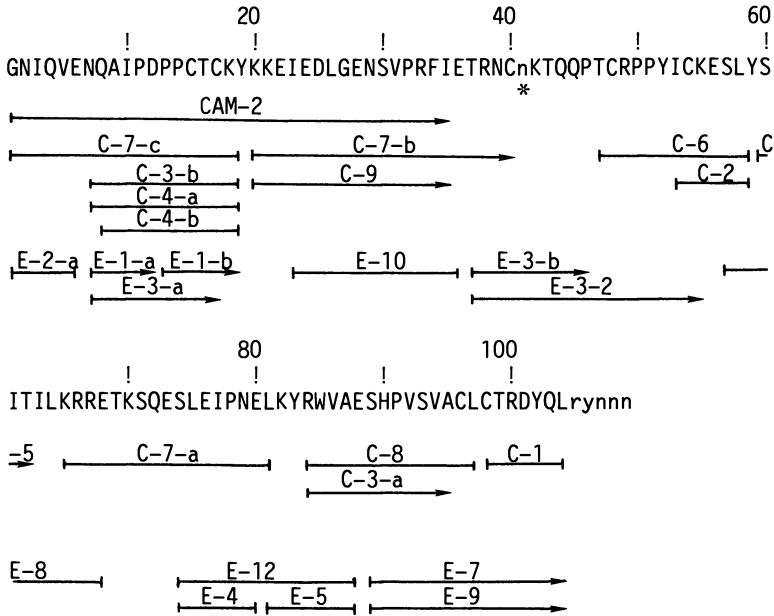 20 40 60
! ! ! ! ! !
GNIQVENQAIPDPPCTCKYKKEIEDLGENSVPRFIETRNCnKTQQPTCRPPYICKESLYS
*
CAM-2
C-7-c C-7-b C-6 C
C-3-b C-9 C-2
C-4-a
C-4-b
E-2-a E-1-a E-1-b E-10 E-3-b
E-3-a E-3-2
80 100
! ! ! ! !
ITILKRRETKSQESLEIPNELKYRWVAESHPVSVACLCTRDYQLrynnn
-5 C-7-a C-8 C-1
C-3-a
E-8 E-12 E-7
E-4 E-5 E-9